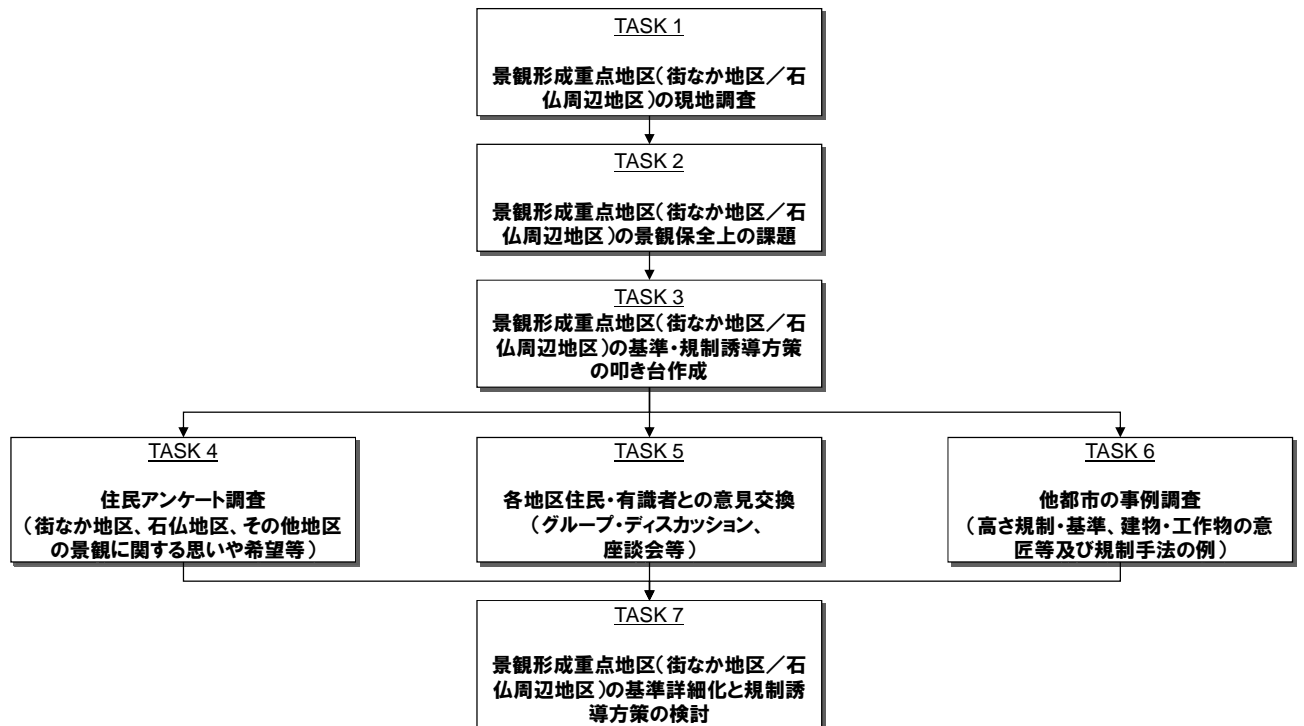 TASK 1
景観形成重点地区（街なか地区／石
仏周辺地区）の現地調査
TASK 2
景観形成重点地区（街なか地区／石
仏周辺地区）の景観保全上の課題
TASK 3
景観形成重点地区（街なか地区／石
仏周辺地区）の基準・規制誘導方策
の叩き台作成
TASK 4
住民アンケート調査
（街なか地区、石仏地区、その他地区
の景観に関する思いや希望等）
TASK 5
各地区住民・有識者との意見交換
（グループ・ディスカッション、
座談会等）
TASK 6
他都市の事例調査
（高さ規制・基準、建物・工作物の意
匠等及び規制手法の例）
TASK 7
景観形成重点地区（街なか地区／石
仏周辺地区）の基準詳細化と規制誘
導方策の検討